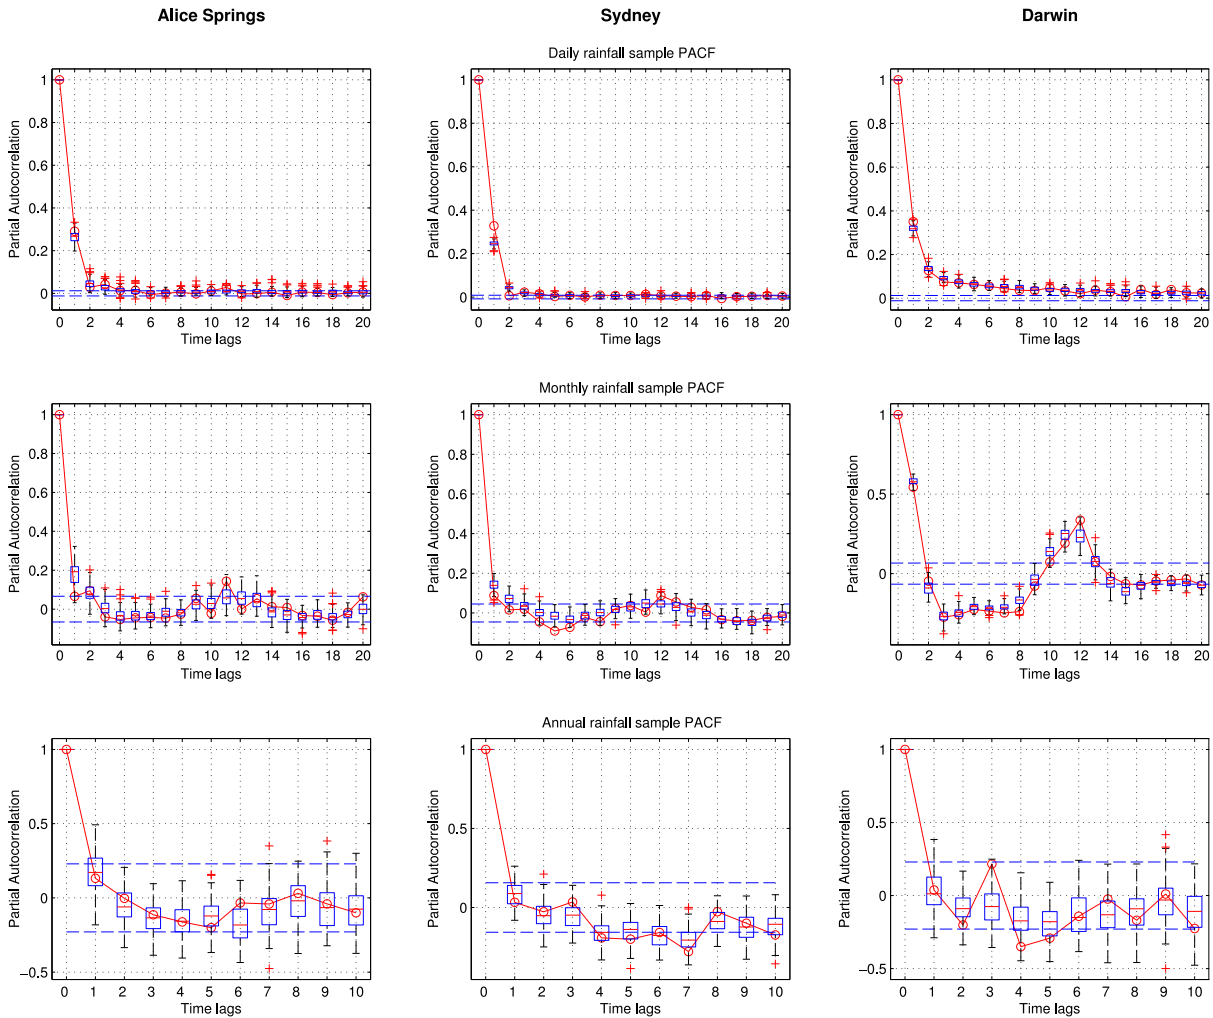 Alice Springs Sydney Darwin
Daily rainfall sample PACF
Partial Autocorrelation
1
0.8
0.6
0.4
0.2
0
0 2 4 6 8 10 12 14 16 18 20
Time lags
Partial Autocorrelation
1
0.8
0.6
0.4
0.2
0
0 2 4 6 8 10 12 14 16 18 20
Time lags
Partial Autocorrelation
1
0.8
0.6
0.4
0.2
0
0 2 4 6 8 10 12 14 16 18 20
Time lags
Monthly rainfall sample PACF
Partial Autocorrelation
1
0.8
0.6
0.4
0.2
0
0 2 4 6 8 10 12 14 16 18 20
Time lags
Partial Autocorrelation
1
0.8
0.6
0.4
0.2
0
0 2 4 6 8 10 12 14 16 18 20
Time lags
Partial Autocorrelation
1
0.5
0
0 2 4 6 8 10 12 14 16 18 20
Time lags
Annual rainfall sample PACF
Partial Autocorrelation
1
0.5
0
−0.5
0 1 2 3 4 5 6 7 8 9 10
Time lags
Partial Autocorrelation
1
0.5
0
0 1 2 3 4 5 6 7 8 9 10
Time lags
Partial Autocorrelation
1
0.5
0
−0.5
0 1 2 3 4 5 6 7 8 9 10
Time lags